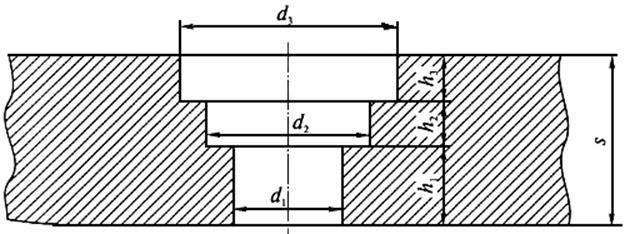 d₃
h₃
d₂
h₂
s
d₁
h₁